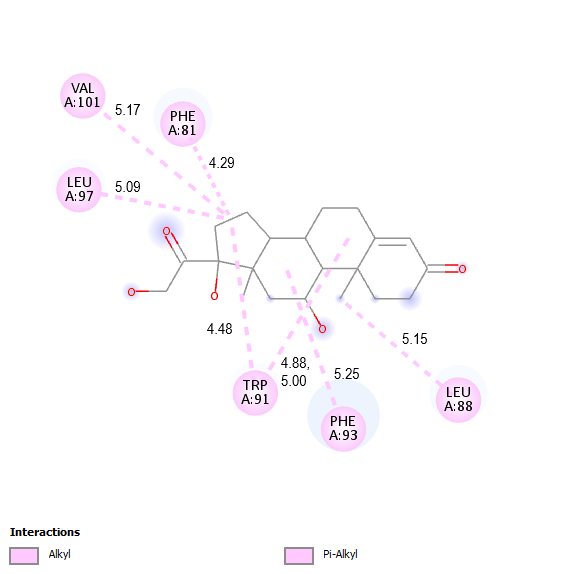 VAL
A:101
5.17
PHE
A:81
4.29
LEU
A:97
5.09
O
O
O
O
O
4.48
4.88,
5.00
5.15
5.25
TRP
A:91
LEU
A:88
PHE
A:93
Interactions
Alkyl
Pi-Alkyl